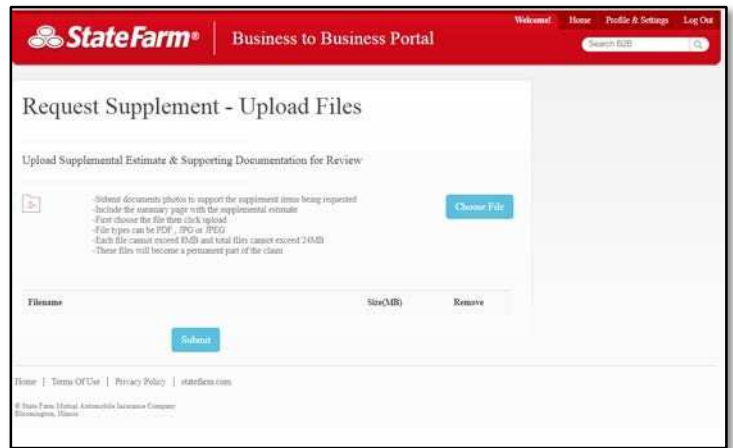 Welcome! Home Profile & Settings Log Out
StateFarm® Business to Business Portal
Search B2B
Request Supplement - Upload Files
Upload Supplemental Estimate & Supporting Documentation for Review
-Submit documents photos to support the supplement items being requested
-Include the summary page with the supplemental estimate
-First choose the file then click upload
-File types can be PDF , JPG or JPEG
-Each file cannot exceed 8MB and total files cannot exceed 24MB
-These files will become a permanent part of the claim
Choose File
Filename Size(MB) Remove
Submit
Home | Terms Of Use | Privacy Policy | statefarm.com
© State Farm Mutual Automobile Insurance Company
Bloomington, Illinois